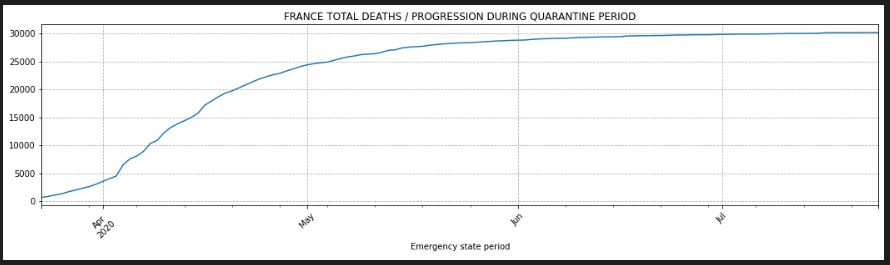 FRANCE TOTAL DEATHS / PROGRESSION DURING QUARANTINE PERIOD
30000
25000
20000
15000
10000
5000
0
Apr
2020
May
Jun
Jul
Emergency state period